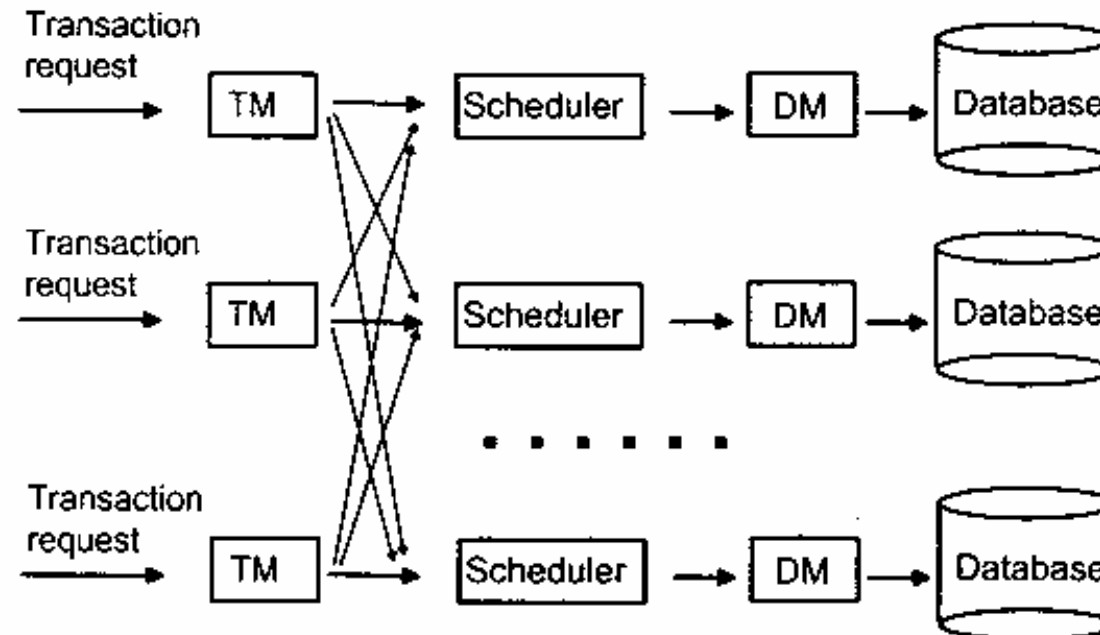 Transaction
request
TM
Scheduler
DM
Database
Transaction
request
TM
Scheduler
DM
Database
Transaction
request
TM
Scheduler
DM
Database